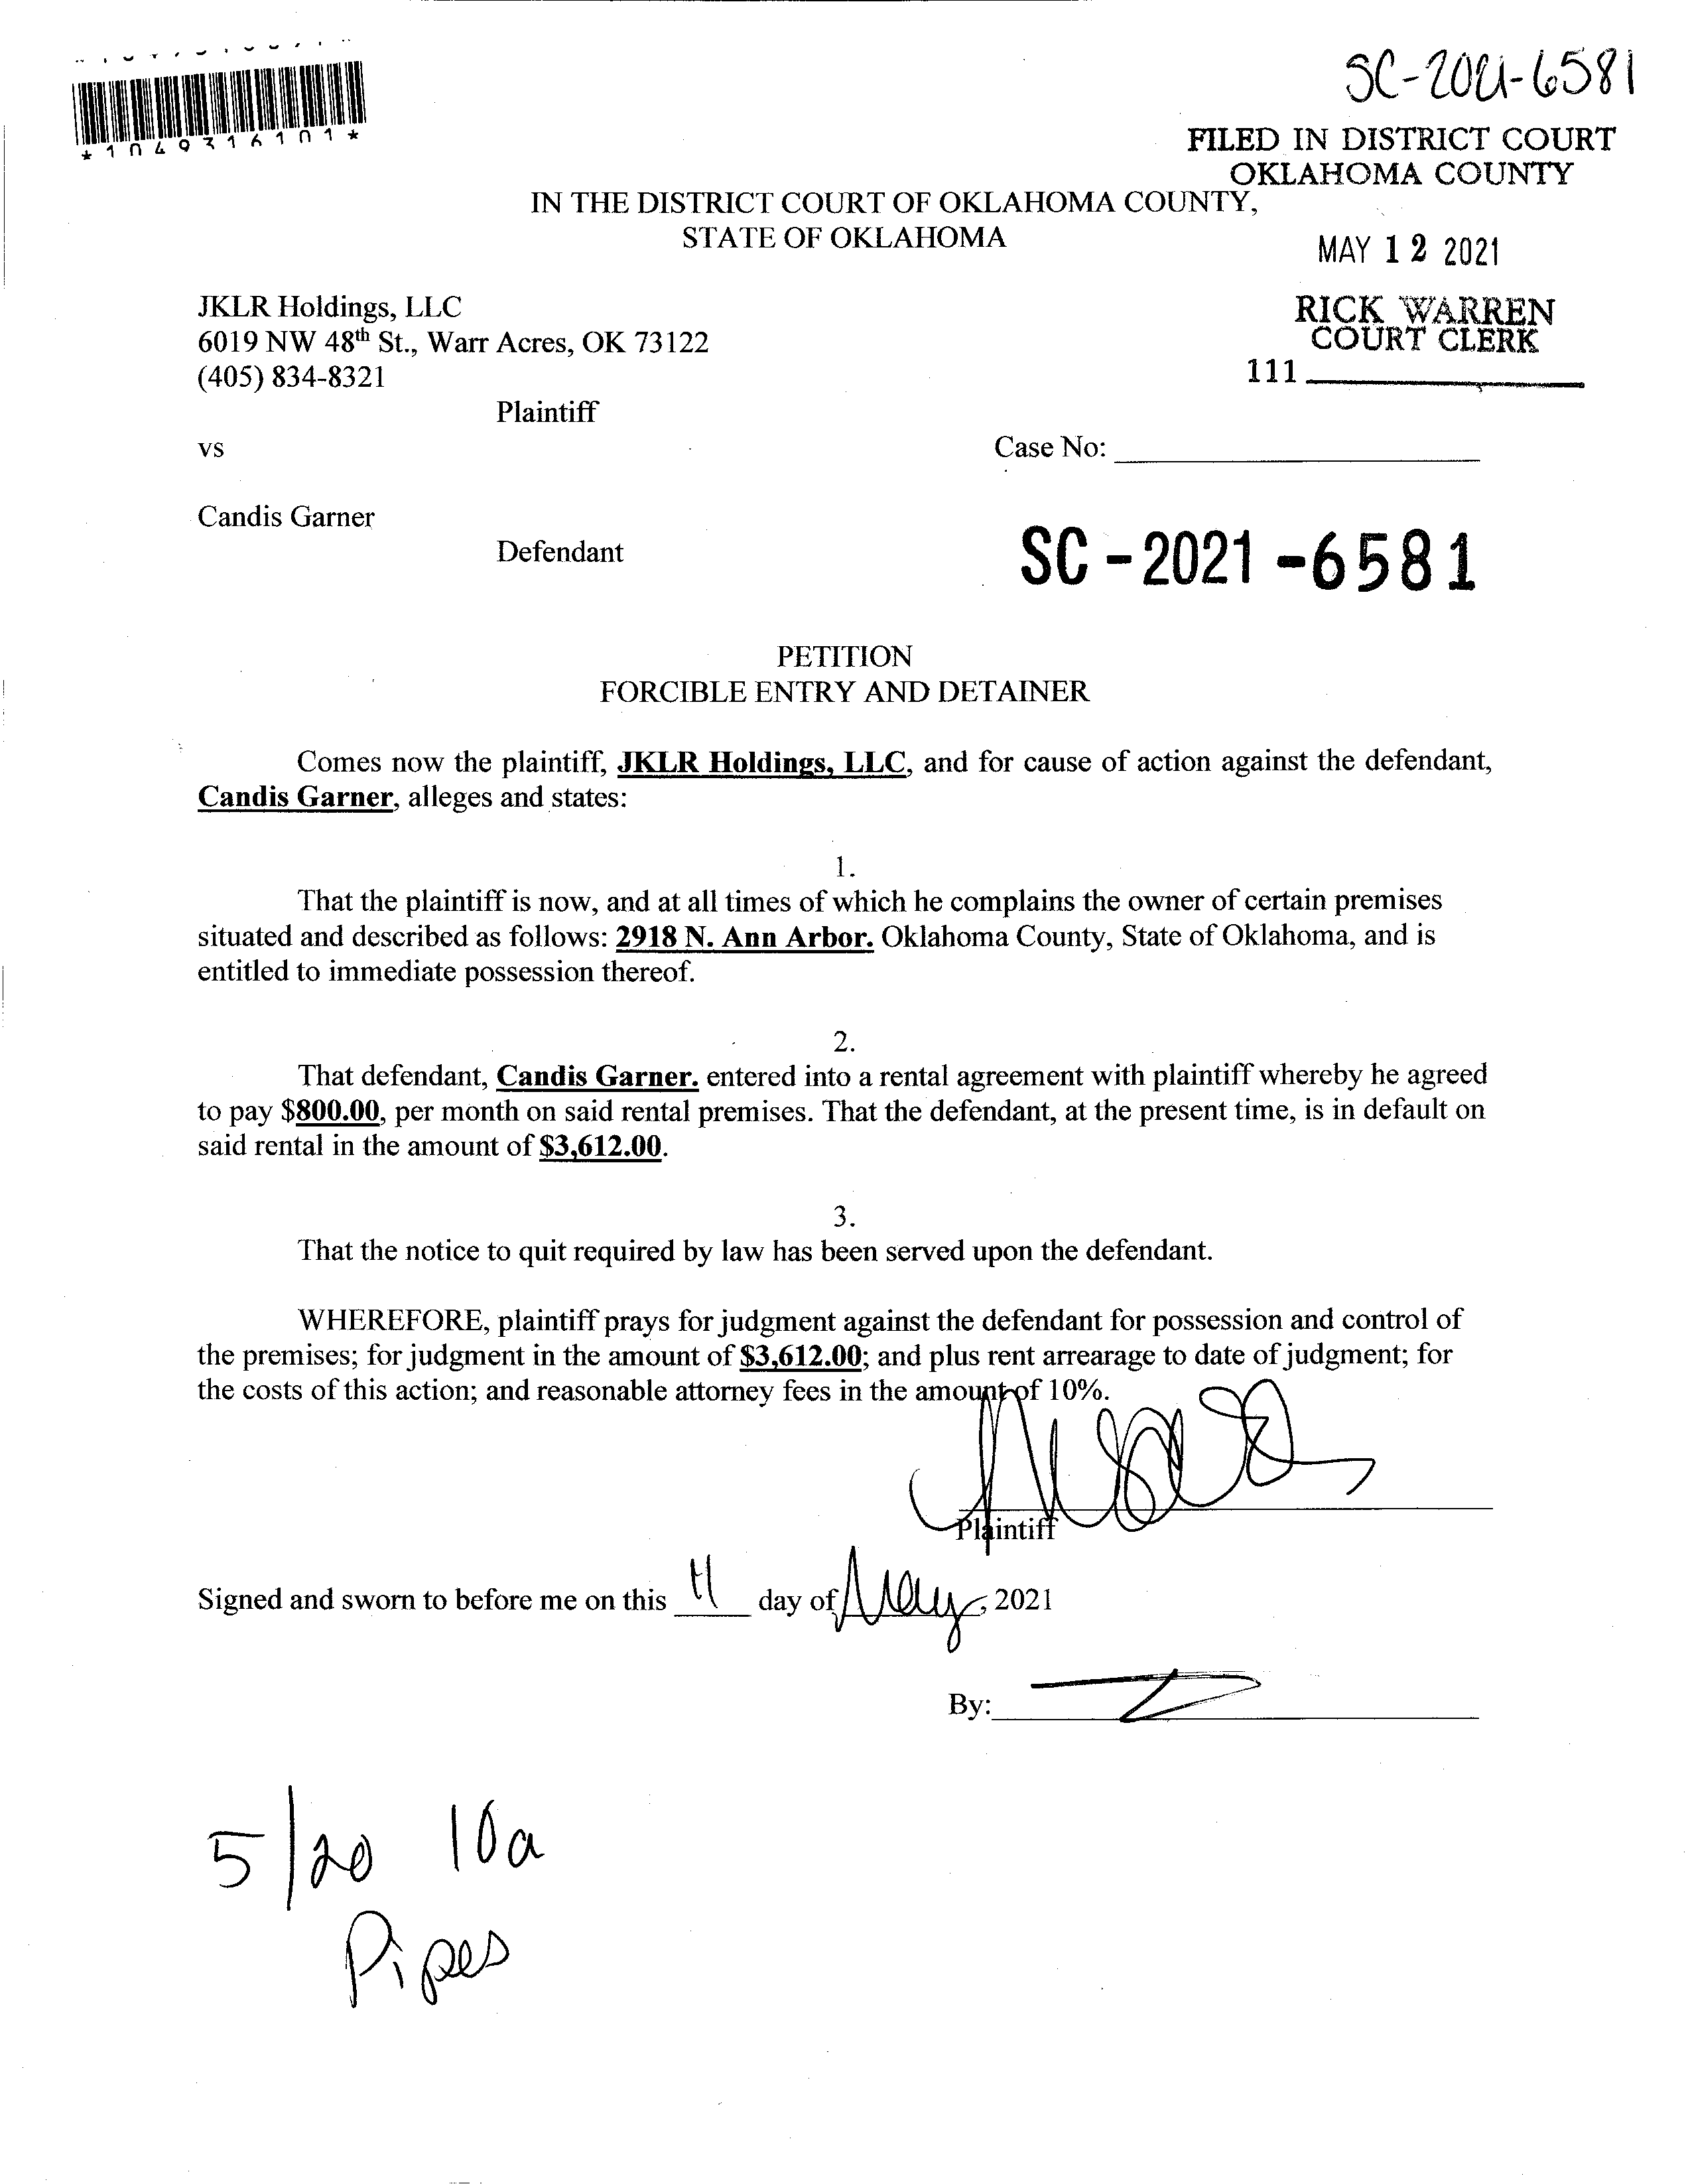 SC-2021-6581
*1049316101*
FILED IN DISTRICT COURT
OKLAHOMA COUNTY
IN THE DISTRICT COURT OF OKLAHOMA COUNTY,
STATE OF OKLAHOMA
MAY 12 2021
JKLR Holdings, LLC
6019 NW 48th St., Warr Acres, OK 73122
(405) 834-8321
RICK WARREN
COURT CLERK
111
Plaintiff
vs
Case No:
Candis Garner
Defendant
SC-2021-6581
PETITION
FORCIBLE ENTRY AND DETAINER
Comes now the plaintiff, JKLR Holdings, LLC, and for cause of action against the defendant,
Candis Garner, alleges and states:
1.
That the plaintiff is now, and at all times of which he complains the owner of certain premises
situated and described as follows: 2918 N. Ann Arbor. Oklahoma County, State of Oklahoma, and is
entitled to immediate possession thereof.
2.
That defendant, Candis Garner. entered into a rental agreement with plaintiff whereby he agreed
to pay $800.00, per month on said rental premises. That the defendant, at the present time, is in default on
said rental in the amount of $3,612.00.
3.
That the notice to quit required by law has been served upon the defendant.
WHEREFORE, plaintiff prays for judgment against the defendant for possession and control of
the premises; for judgment in the amount of $3,612.00; and plus rent arrearage to date of judgment; for
the costs of this action; and reasonable attorney fees in the amount of 10%.
Plaintiff
Signed and sworn to before me on this 11 day of May, 2021
By:
5/20 10a
Pipes